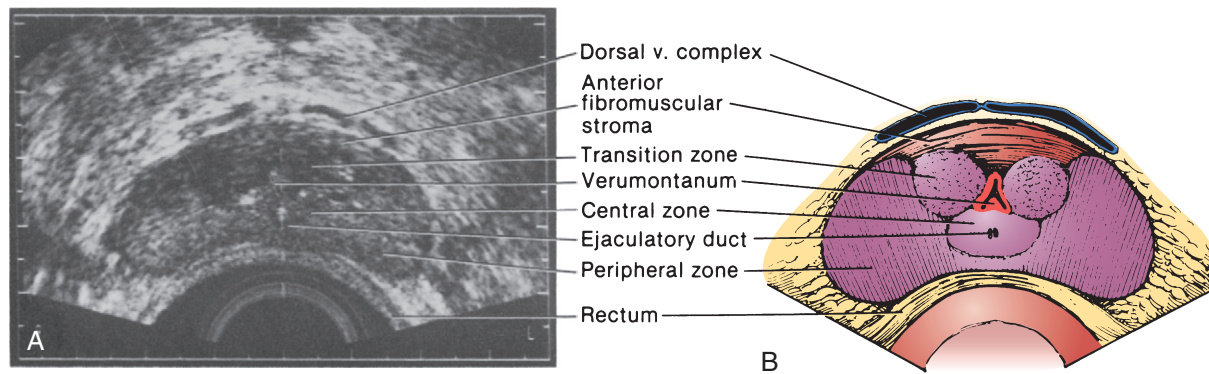 Dorsal v. complex
Anterior
fibromuscular
stroma
Transition zone
Verumontanum
Central zone
Ejaculatory duct
Peripheral zone
Rectum
A
L
B